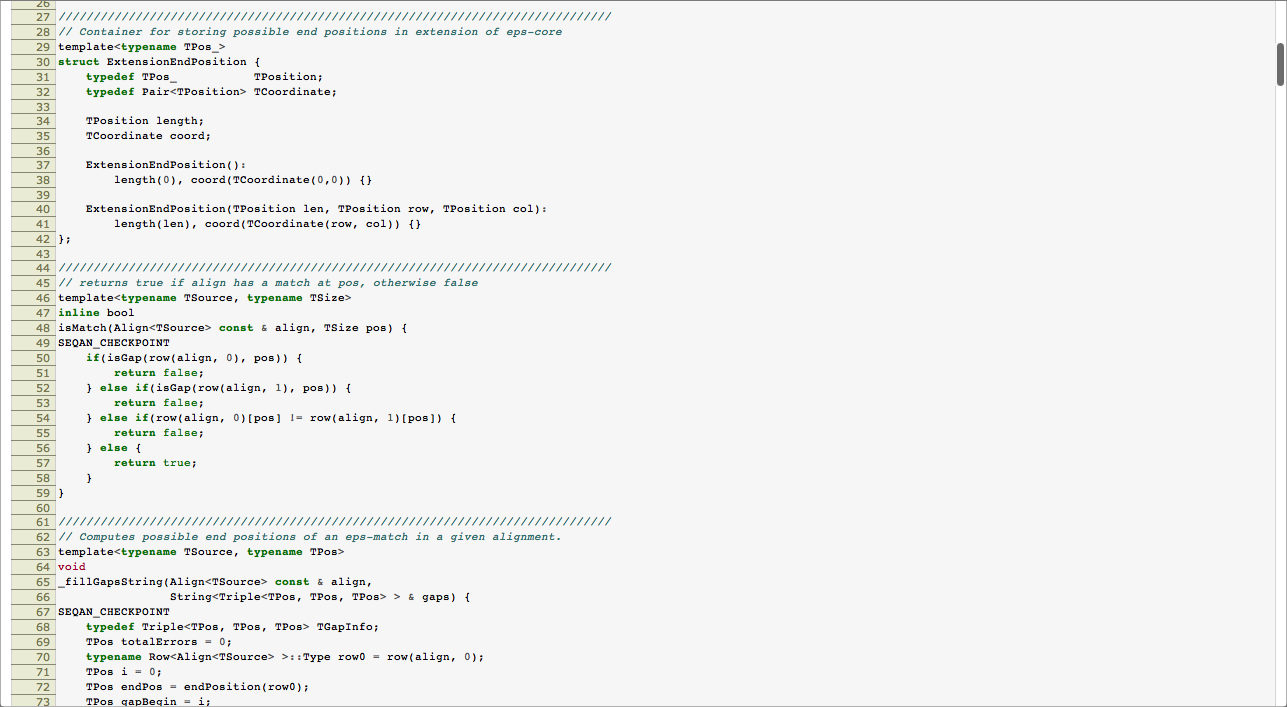 26
27 ///////////////////////////////////////////////////////////////////////////////
28 // Container for storing possible end positions in extension of eps-core
29 template<typename TPos_>
30 struct ExtensionEndPosition {
31     typedef TPos_           TPosition;
32     typedef Pair<TPosition> TCoordinate;
33
34     TPosition length;
35     TCoordinate coord;
36
37     ExtensionEndPosition():
38         length(0), coord(TCoordinate(0,0)) {}
39
40     ExtensionEndPosition(TPosition len, TPosition row, TPosition col):
41         length(len), coord(TCoordinate(row, col)) {}
42 };
43
44 ///////////////////////////////////////////////////////////////////////////////
45 // returns true if align has a match at pos, otherwise false
46 template<typename TSource, typename TSize>
47 inline bool
48 isMatch(Align<TSource> const & align, TSize pos) {
49 SEQAN_CHECKPOINT
50     if(isGap(row(align, 0), pos)) {
51         return false;
52     } else if(isGap(row(align, 1), pos)) {
53         return false;
54     } else if(row(align, 0)[pos] != row(align, 1)[pos]) {
55         return false;
56     } else {
57         return true;
58     }
59 }
60
61 ///////////////////////////////////////////////////////////////////////////////
62 // Computes possible end positions of an eps-match in a given alignment.
63 template<typename TSource, typename TPos>
64 void
65 _fillGapsString(Align<TSource> const & align,
66                 String<Triple<TPos, TPos, TPos> > & gaps) {
67 SEQAN_CHECKPOINT
68     typedef Triple<TPos, TPos, TPos> TGapInfo;
69     TPos totalErrors = 0;
70     typename Row<Align<TSource> >::Type row0 = row(align, 0);
71     TPos i = 0;
72     TPos endPos = endPosition(row0);
73     TPos gapBegin = i;